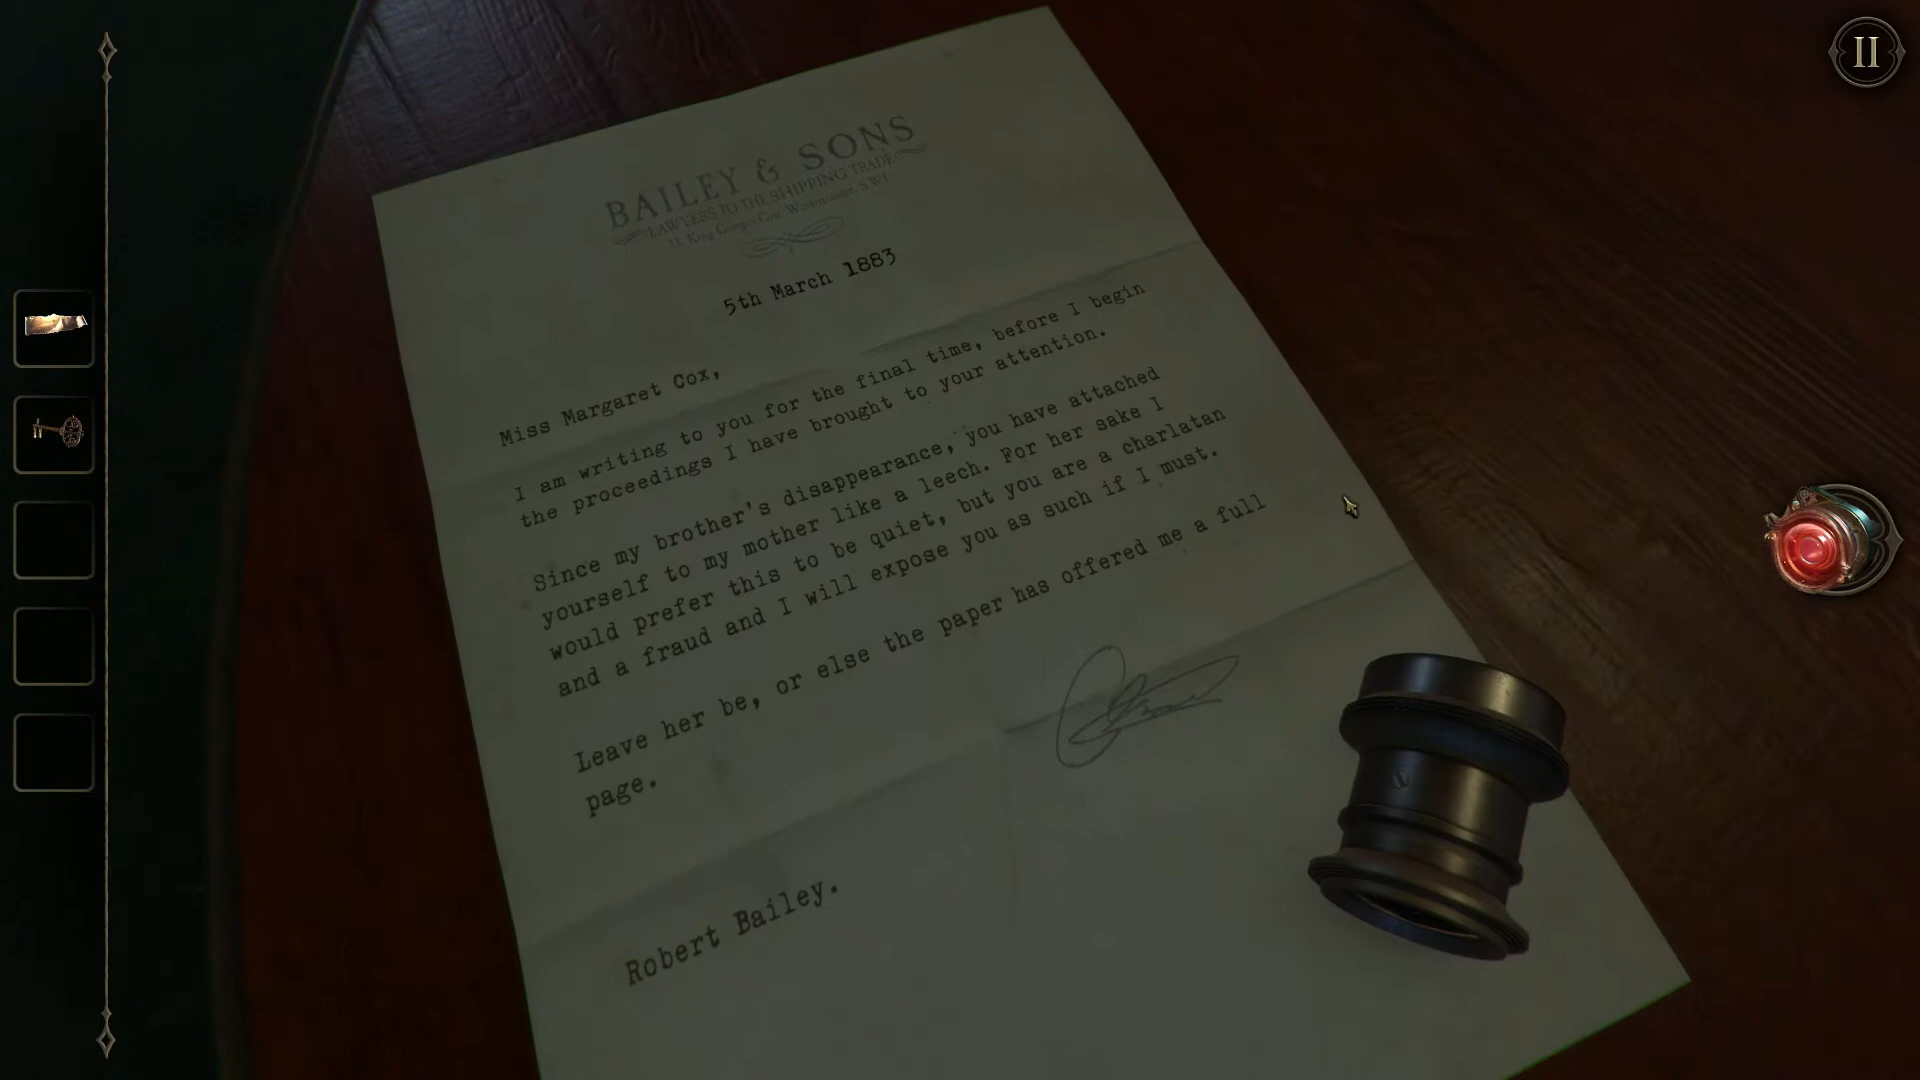 BAILEY & SONS
LAWYERS TO THE SHIPPING TRADE
King George Westminster, S.W.1
5th March 1883
Miss Margaret Cox,
I am writing to you for the final time, before I begin
the proceedings I have brought to your attention.
Since my brother's disappearance, you have attached
yourself to my mother like a leech. For her sake I
would prefer this to be quiet, but you are a charlatan
and a fraud and I will expose you as such if I must.
Leave her be, or else the paper has offered me a full
page.
Robert Bailey.